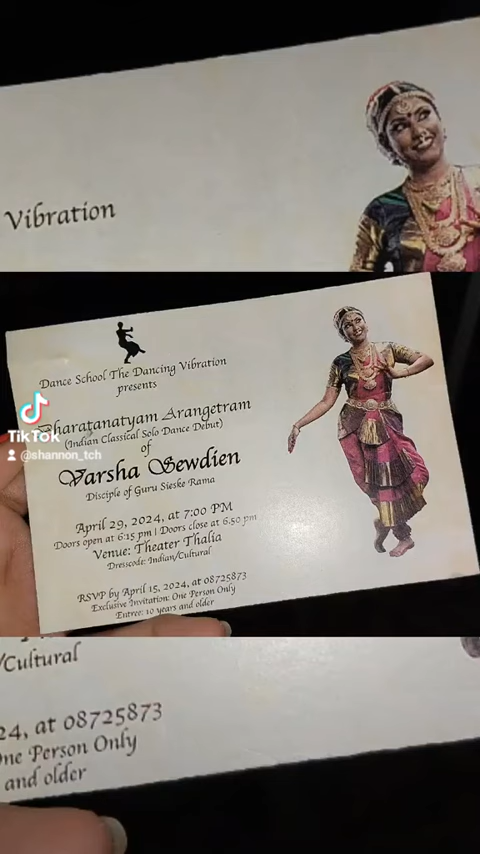 Vibration
Dance School The Dancing Vibration
presents
Bharatanatyam Arangetram
(Indian Classical Solo Dance Debut)
of
Varsha Sewdien
Disciple of Guru Sieske Rama
April 29, 2024, at 7:00 PM
Doors open at 6:15 pm | Doors close at 6:50 pm
Venue: Theater Thalia
Dresscode: Indian/Cultural
RSVP by April 15, 2024, at 08725873
Exclusive Invitation: One Person Only
Entree: 10 years and older
TikTok
@shannon_tch
/Cultural
24, at 08725873
One Person Only
and older